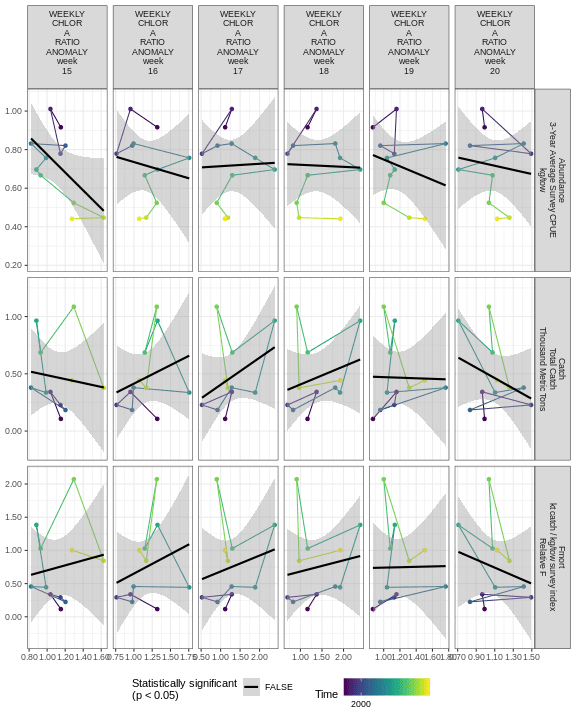 WEEKLY
CHLOR
A
RATIO
ANOMALY
week
15
WEEKLY
CHLOR
A
RATIO
ANOMALY
week
16
WEEKLY
CHLOR
A
RATIO
ANOMALY
week
17
WEEKLY
CHLOR
A
RATIO
ANOMALY
week
18
WEEKLY
CHLOR
A
RATIO
ANOMALY
week
19
WEEKLY
CHLOR
A
RATIO
ANOMALY
week
20
1.00
0.80
0.60
0.40
0.20
Abundance
3-Year Average Survey CPUE
kg/tow
1.00
0.50
0.00
Catch
Total Catch
Thousand Metric Tons
2.00
1.50
1.00
0.50
0.00
Fmort
kt catch / kg/tow survey index
Relative F
0.80 1.00 1.20 1.40 1.60
0.75 1.00 1.25 1.50 1.75
0.50 1.00 1.50 2.00
1.00 1.50 2.00
1.00 1.20 1.40 1.60 1.80
0.70 0.90 1.10 1.30 1.50
Statistically significant
(p < 0.05)
FALSE
Time
2000